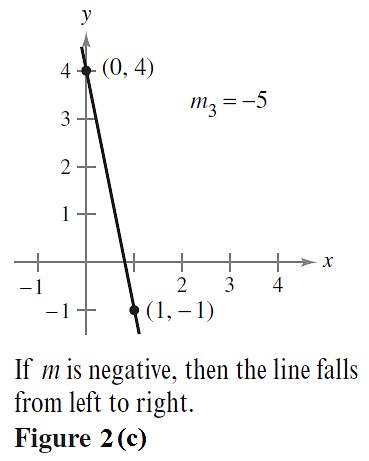 y
4
(0, 4)
m₃ = −5
3
2
1
x
−1
2
3
4
−1
(1, −1)
If m is negative, then the line falls
from left to right.
Figure 2 (c)